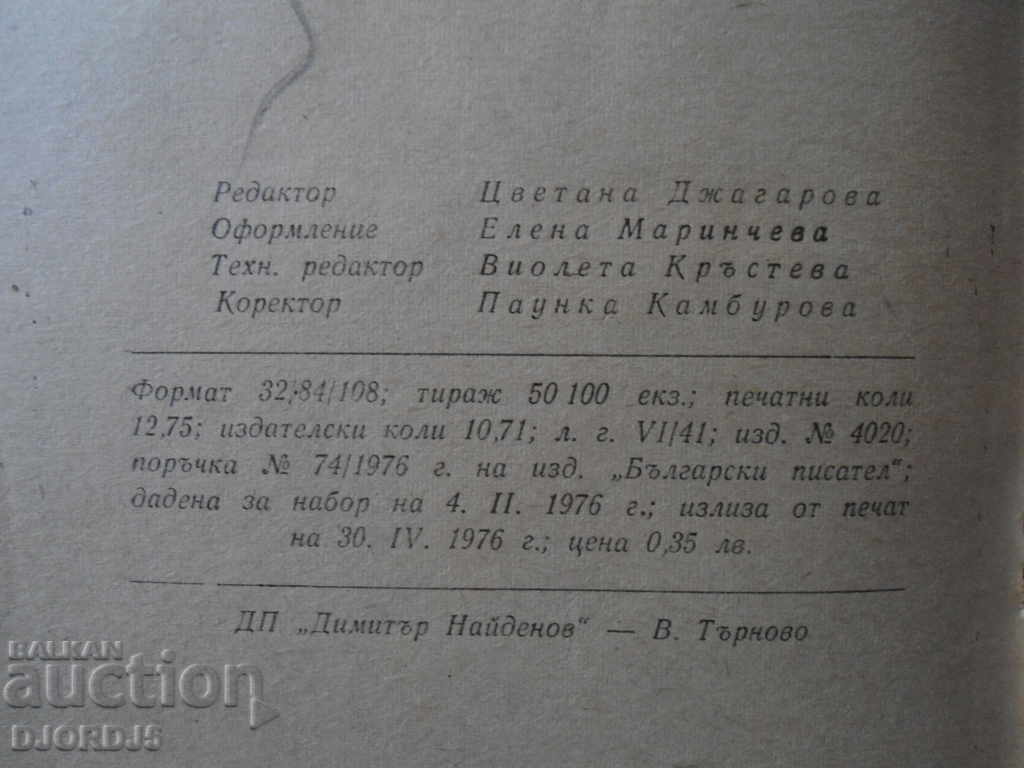 Редактор Цветана Джагарова
Оформление Елена Маринчева
Техн. редактор Виолета Кръстева
Коректор Паунка Камбурова
Формат 32/84/108; тираж 50 100 екз.; печатни коли
12,75; издателски коли 10,71; л. г. VI/41; изд. № 4020;
поръчка № 74/1976 г. на изд. „Български писател“;
дадена за набор на 4. II. 1976 г.; излиза от печат
на 30. IV. 1976 г.; цена 0,35 лв.
ДП „Димитър Найденов“ — В. Търново
BALKAN
auction
DJORDJ5